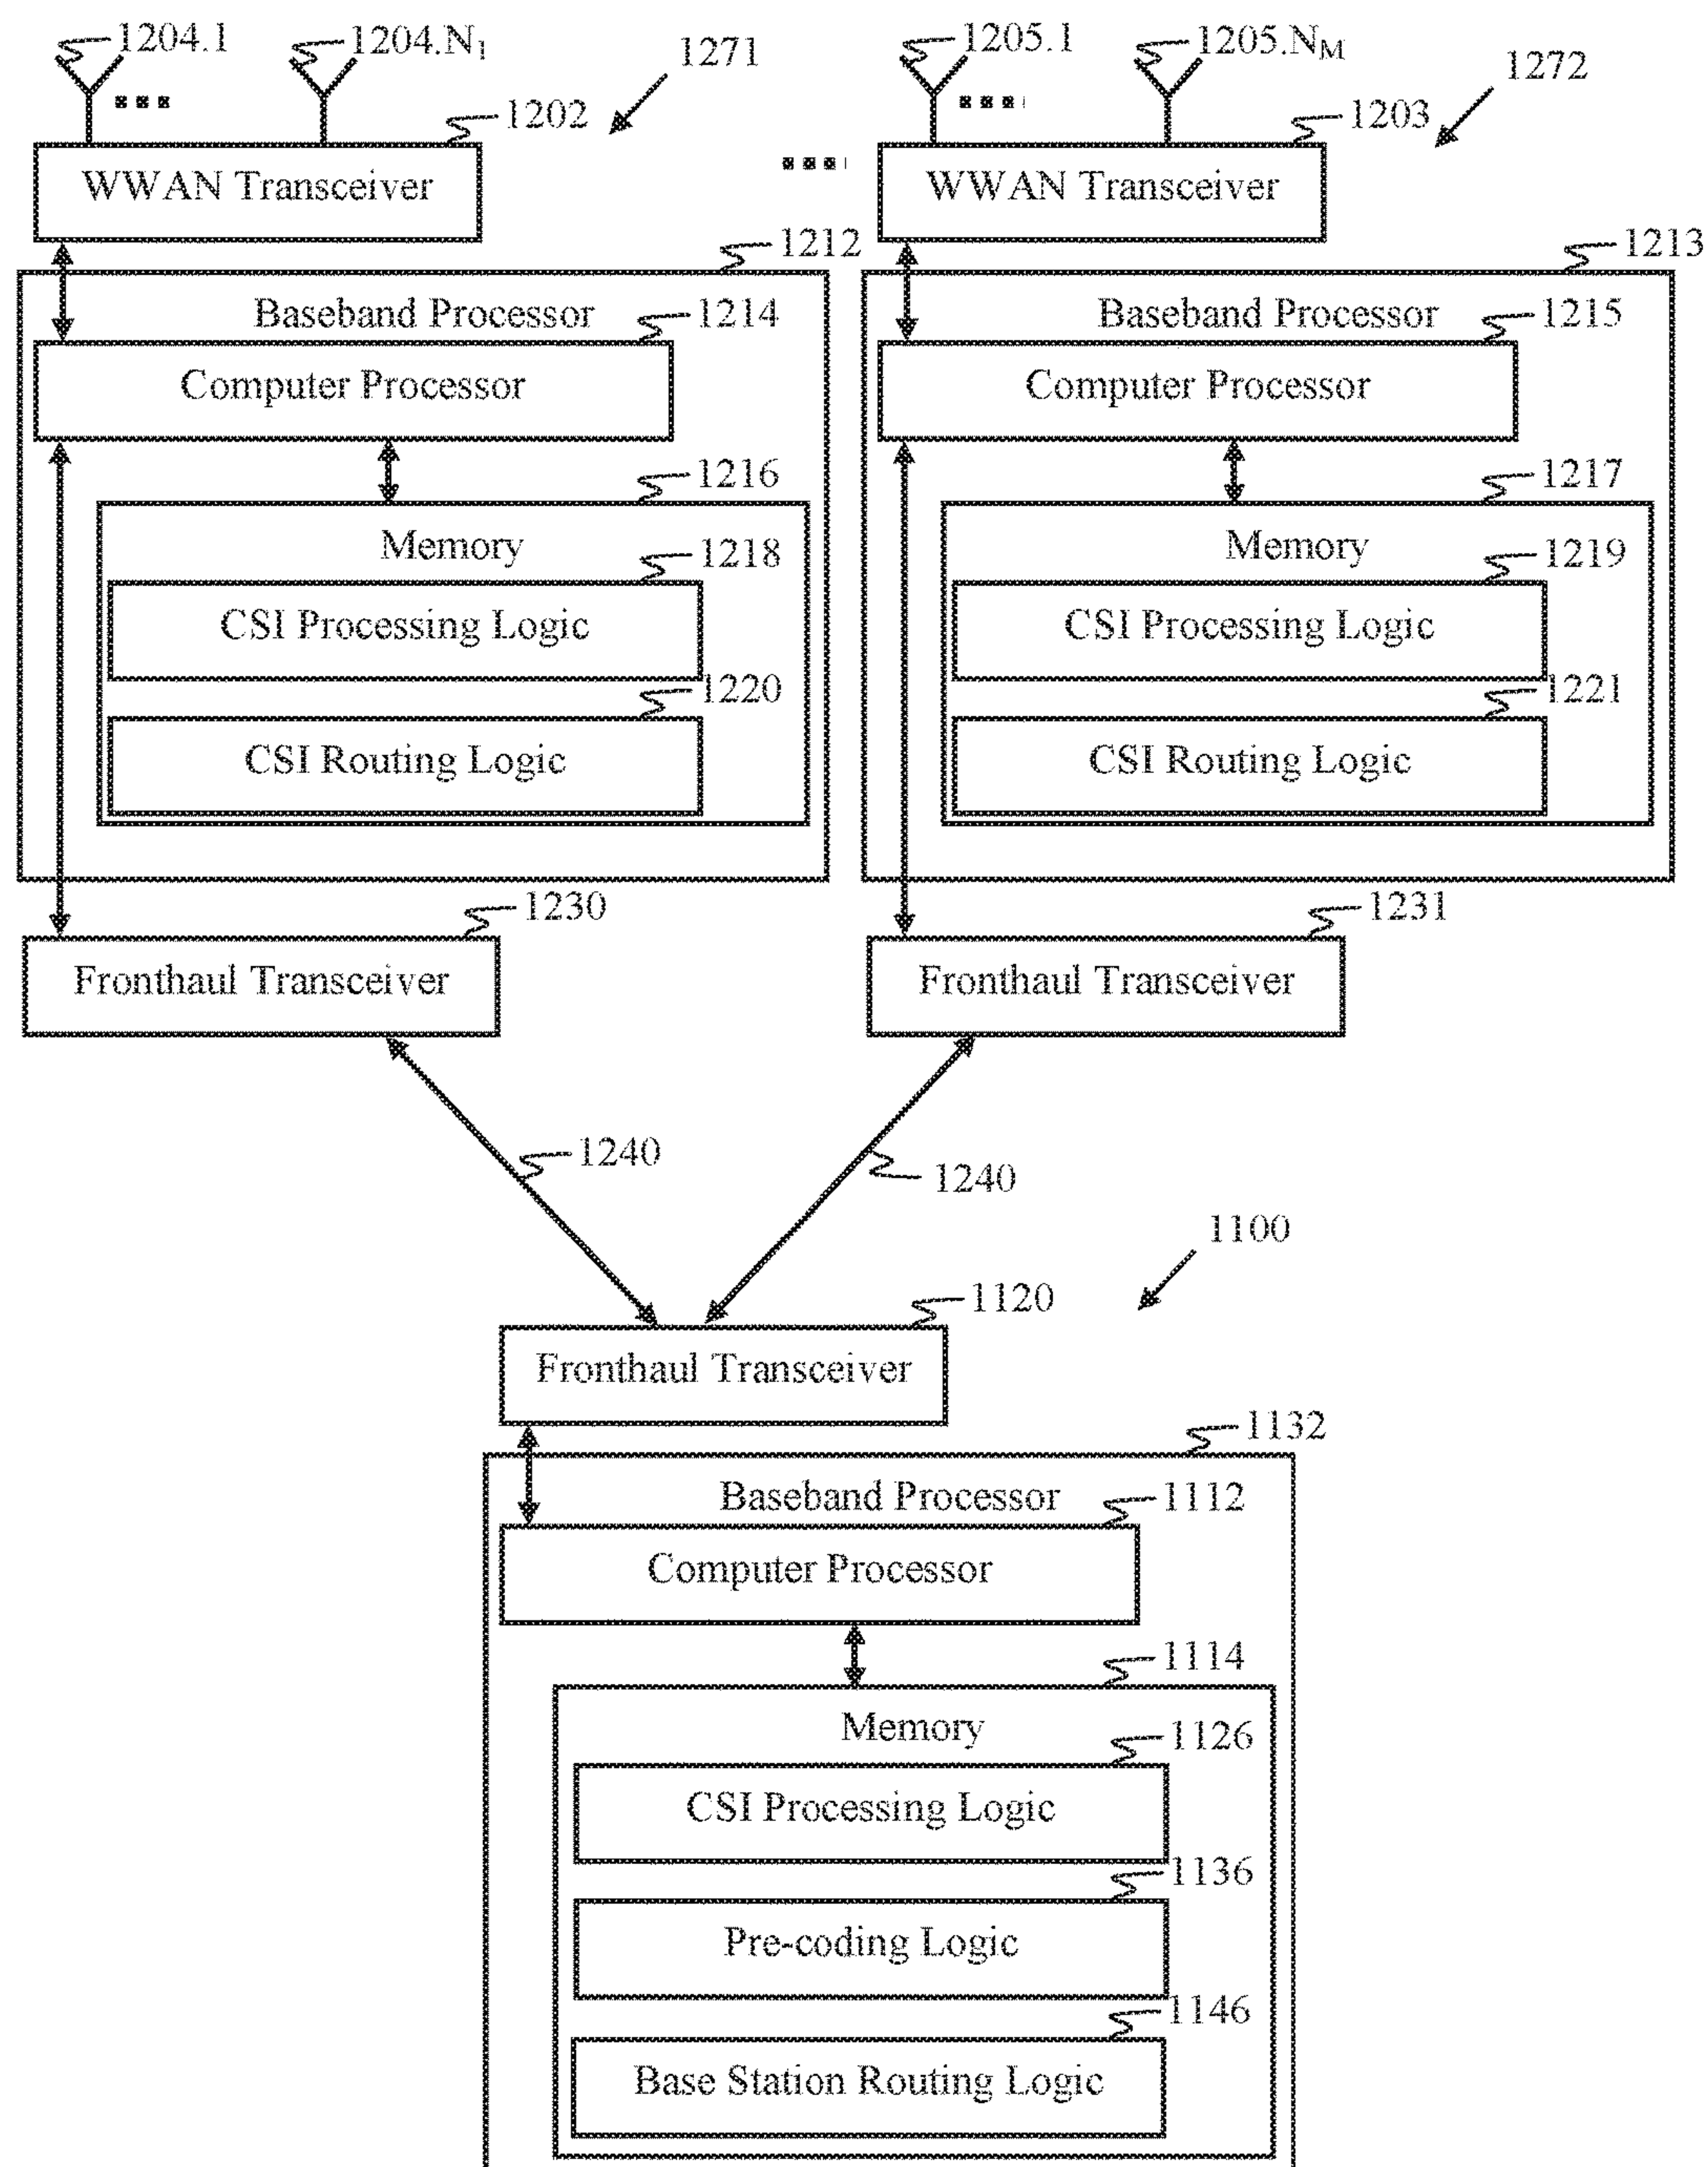 1204.1
1204.N1
1271
1205.1
1205.NM
1272
1202
1203
WWAN Transceiver
WWAN Transceiver
1212
1213
Baseband Processor
1214
Baseband Processor
1215
Computer Processor
Computer Processor
1216
1217
Memory
1218
Memory
1219
CSI Processing Logic
CSI Processing Logic
1220
1221
CSI Routing Logic
CSI Routing Logic
1230
1231
Fronthaul Transceiver
Fronthaul Transceiver
1240
1240
1100
1120
Fronthaul Transceiver
1132
Baseband Processor
1112
Computer Processor
1114
Memory
1126
CSI Processing Logic
1136
Pre-coding Logic
1146
Base Station Routing Logic